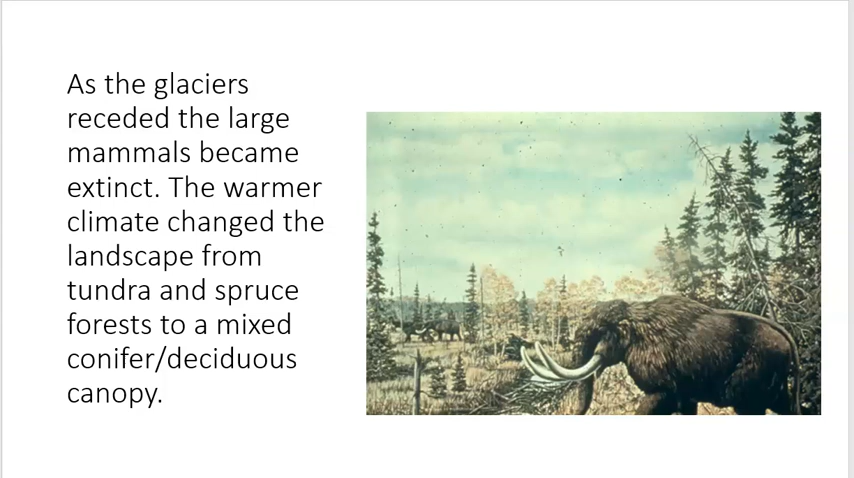 As the glaciers
receded the large
mammals became
extinct. The warmer
climate changed the
landscape from
tundra and spruce
forests to a mixed
conifer/deciduous
canopy.